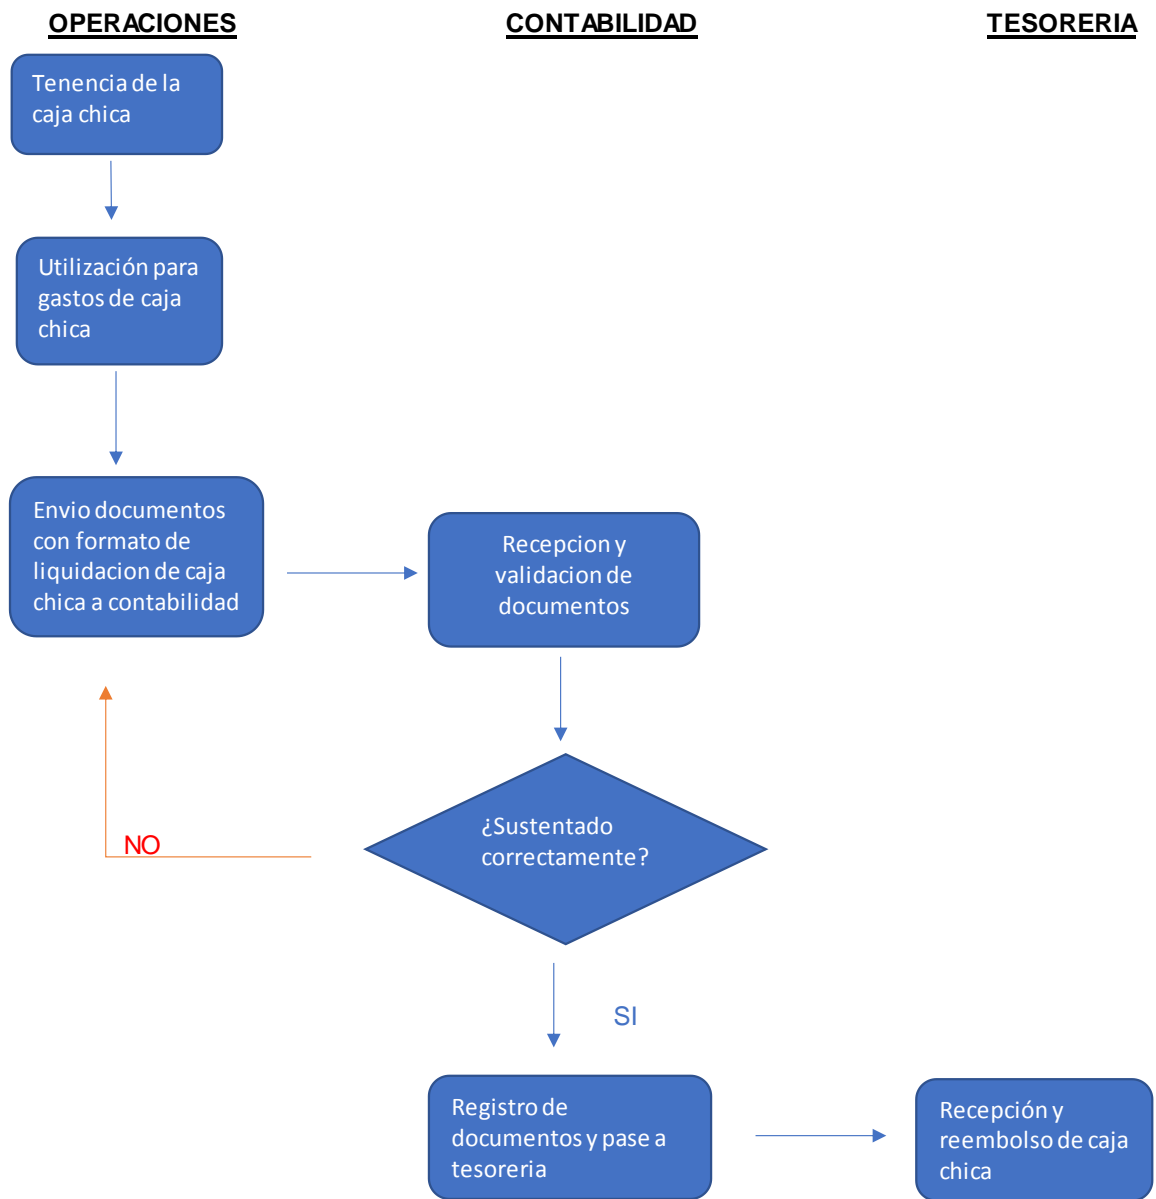 OPERACIONES
CONTABILIDAD
TESORERIA
Tenencia de la
caja chica
Utilización para
gastos de caja
chica
Envio documentos
con formato de
liquidacion de caja
chica a contabilidad
Recepcion y
validacion de
documentos
¿Sustentado
correctamente?
NO
SI
Registro de
documentos y pase a
tesoreria
Recepción y
reembolso de caja
chica